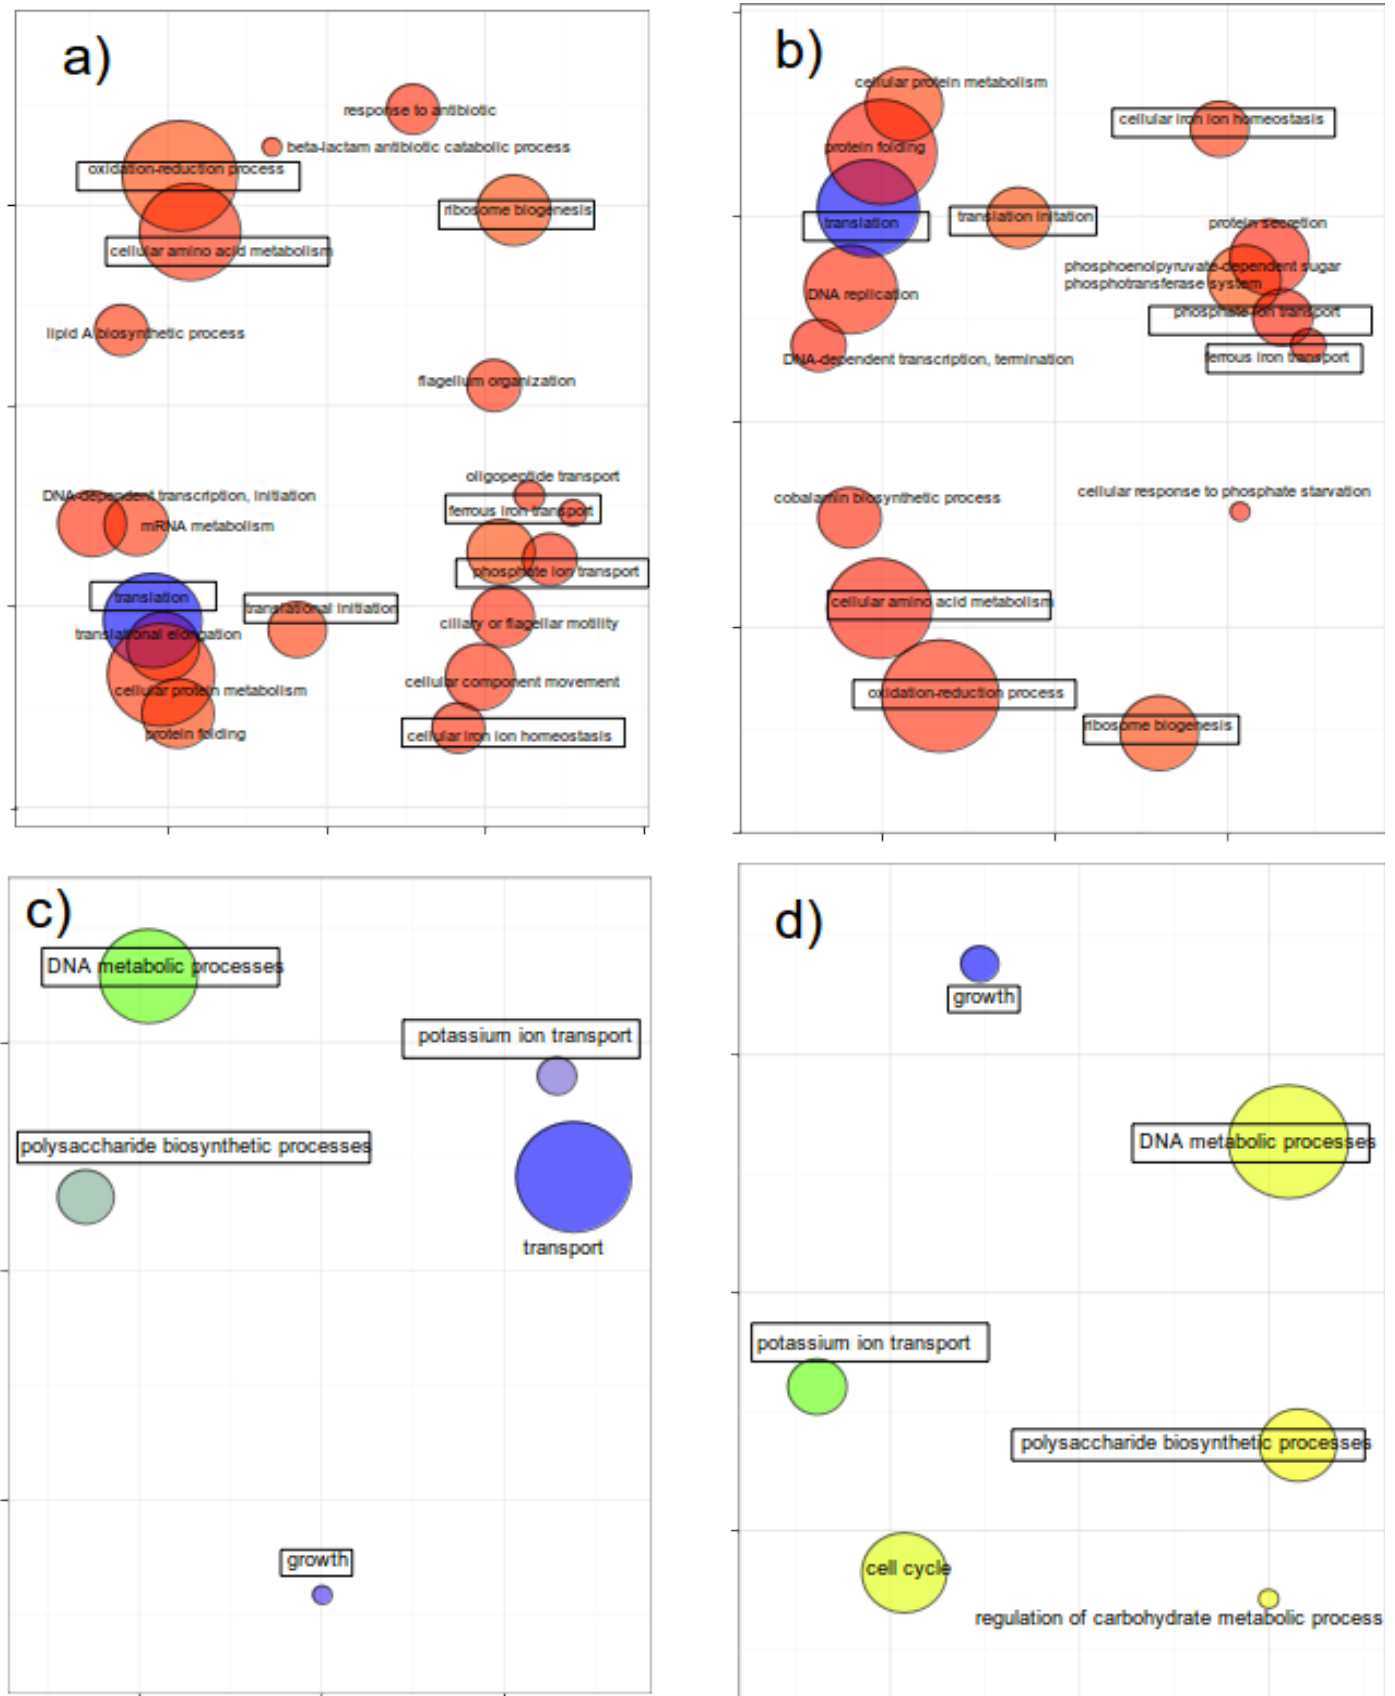 a)
response to antibiotic
beta-lactam antibiotic catabolic process
oxidation-reduction process
ribosome biogenesis
cellular amino acid metabolism
lipid A biosynthetic process
flagellum organization
oligopeptide transport
DNA-dependent transcription, initiation
ferrous iron transport
mRNA metabolism
phosphate ion transport
translation
translational initiation
ciliary or flagellar motility
translational elongation
cellular component movement
cellular protein metabolism
protein folding
cellular iron ion homeostasis
b)
cellular protein metabolism
cellular iron ion homeostasis
protein folding
translation
translation initation
protein secretion
phosphoenolpyruvate-dependent sugar
phosphotransferase system
DNA replication
phosphate ion transport
DNA-dependent transcription, termination
ferrous iron transport
cobalamin biosynthetic process
cellular response to phosphate starvation
cellular amino acid metabolism
oxidation-reduction process
ribosome biogenesis
c)
DNA metabolic processes
potassium ion transport
polysaccharide biosynthetic processes
transport
growth
d)
growth
DNA metabolic processes
potassium ion transport
polysaccharide biosynthetic processes
cell cycle
regulation of carbohydrate metabolic process